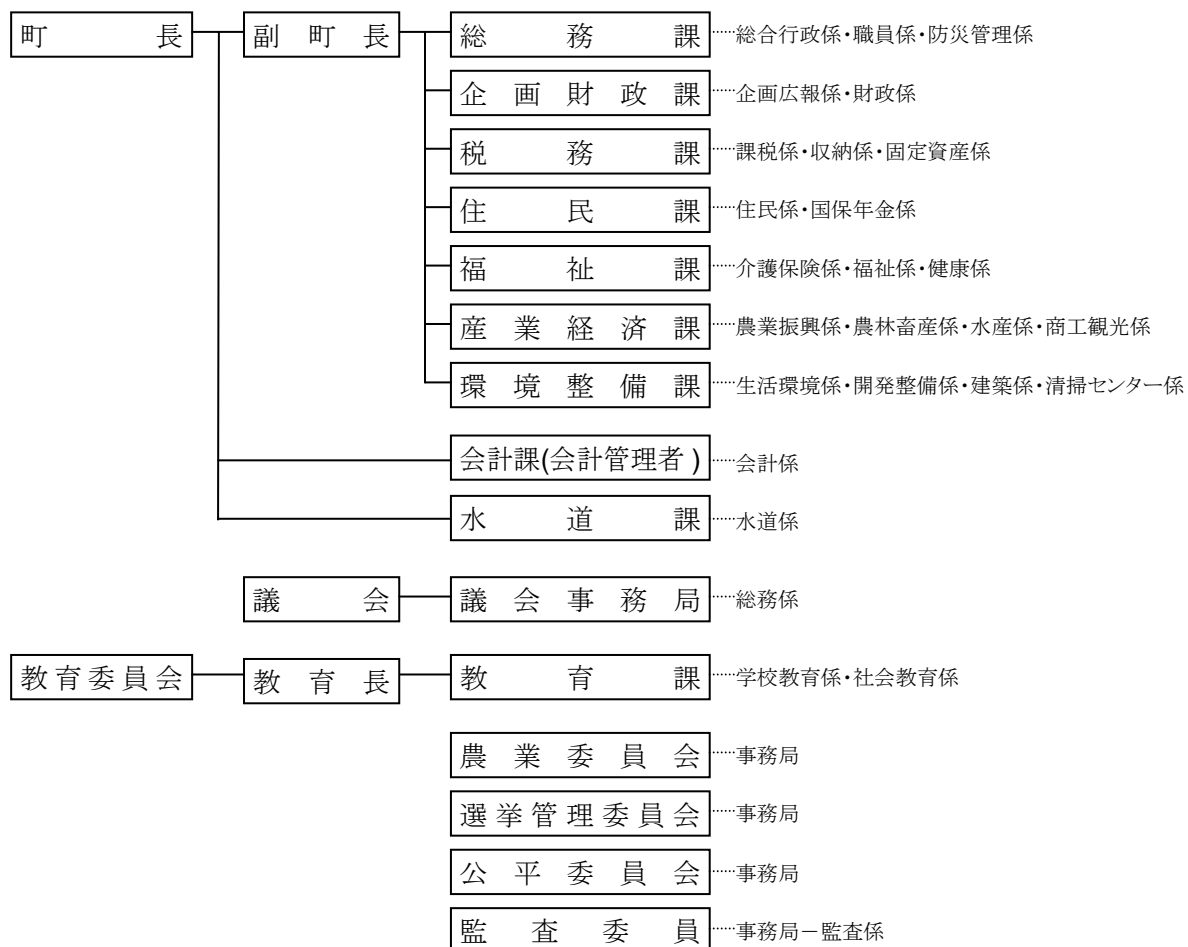 町長 副町長 総務課 総合行政係・職員係・防災管理係
企画財政課 企画広報係・財政係
税務課 課税係・収納係・固定資産係
住民課 住民係・国保年金係
福祉課 介護保険係・福祉係・健康係
産業経済課 農業振興係・農林畜産係・水産係・商工観光係
環境整備課 生活環境係・開発整備係・建築係・清掃センター係
会計課(会計管理者) 会計係
水道課 水道係
議会 議会事務局 総務係
教育委員会 教育長 教育課 学校教育係・社会教育係
農業委員会 事務局
選挙管理委員会 事務局
公平委員会 事務局
監査委員 事務局－監査係